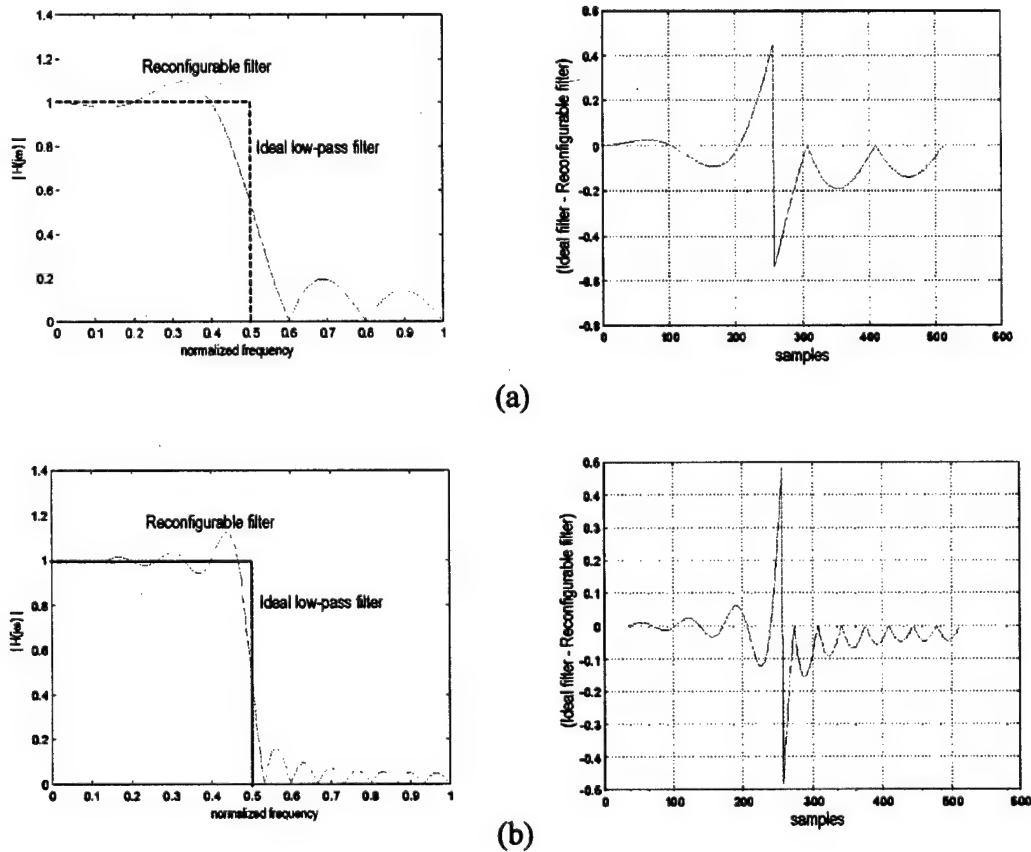 1.4
1.2
1
0.8
0.6
0.4
0.2
0
| H(jω) |
Reconfigurable filter
Ideal low-pass filter
0 0.1 0.2 0.3 0.4 0.5 0.6 0.7 0.8 0.9 1
normalized frequency
0.6
0.4
0.2
0
-0.2
-0.4
-0.6
-0.8
(Ideal filter - Reconfigurable filter)
0 100 200 300 400 500 600
samples
(a)
1.4
1.2
1
0.8
0.6
0.4
0.2
0
| H(jω) |
Reconfigurable filter
Ideal low-pass filter
0 0.1 0.2 0.3 0.4 0.5 0.6 0.7 0.8 0.9 1
normalized frequency
0.5
0.4
0.3
0.2
0.1
0
-0.1
-0.2
-0.3
-0.4
-0.5
(Ideal filter - Reconfigurable filter)
0 100 200 300 400 500 600
samples
(b)